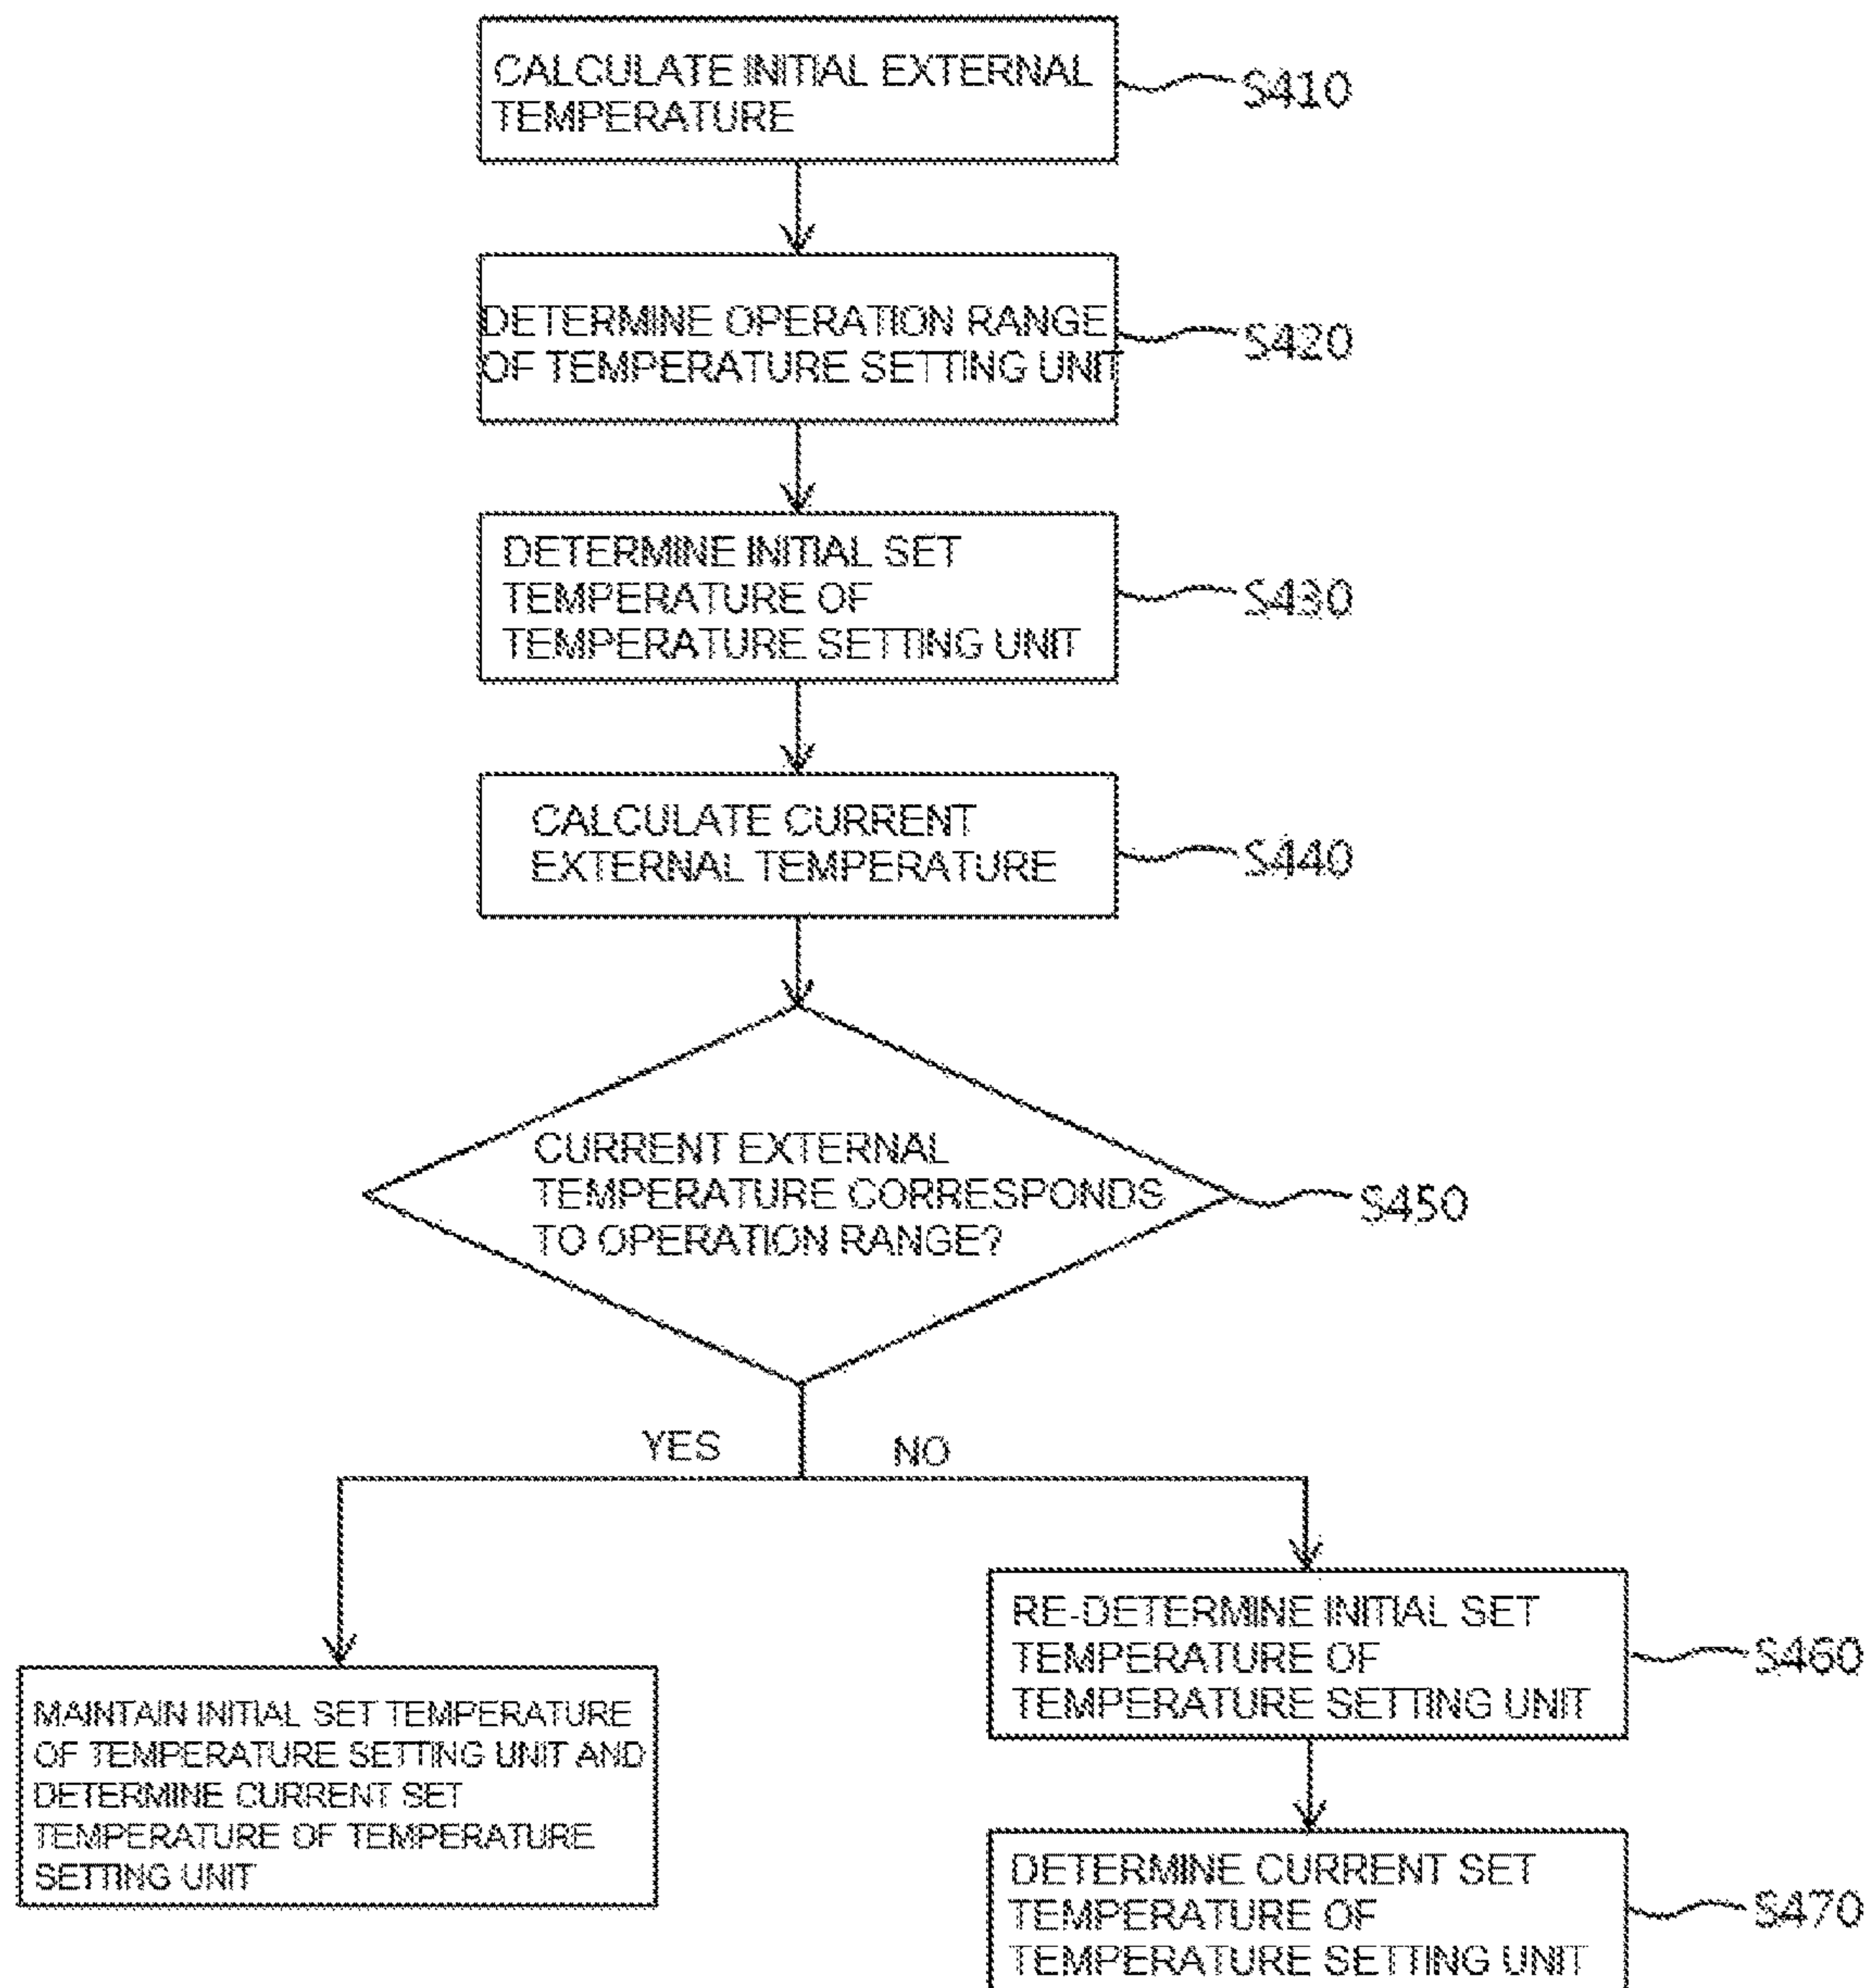 CALCULATE INITIAL EXTERNAL
TEMPERATURE
S410
DETERMINE OPERATION RANGE
OF TEMPERATURE SETTING UNIT
S420
DETERMINE INITIAL SET
TEMPERATURE OF
TEMPERATURE SETTING UNIT
S430
CALCULATE CURRENT
EXTERNAL TEMPERATURE
S440
CURRENT EXTERNAL
TEMPERATURE CORRESPONDS
TO OPERATION RANGE?
S450
YES
NO
MAINTAIN INITIAL SET TEMPERATURE
OF TEMPERATURE SETTING UNIT AND
DETERMINE CURRENT SET
TEMPERATURE OF TEMPERATURE
SETTING UNIT
RE-DETERMINE INITIAL SET
TEMPERATURE OF
TEMPERATURE SETTING UNIT
S460
DETERMINE CURRENT SET
TEMPERATURE OF
TEMPERATURE SETTING UNIT
S470